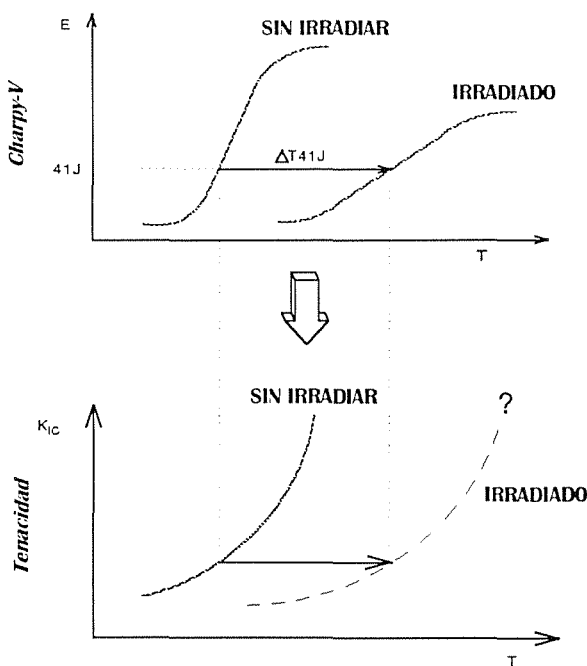 E
SIN IRRADIAR
IRRADIADO
Charpy-V
41J
ΔT41J
T
KIC
SIN IRRADIAR
?
IRRADIADO
Tenacidad
T